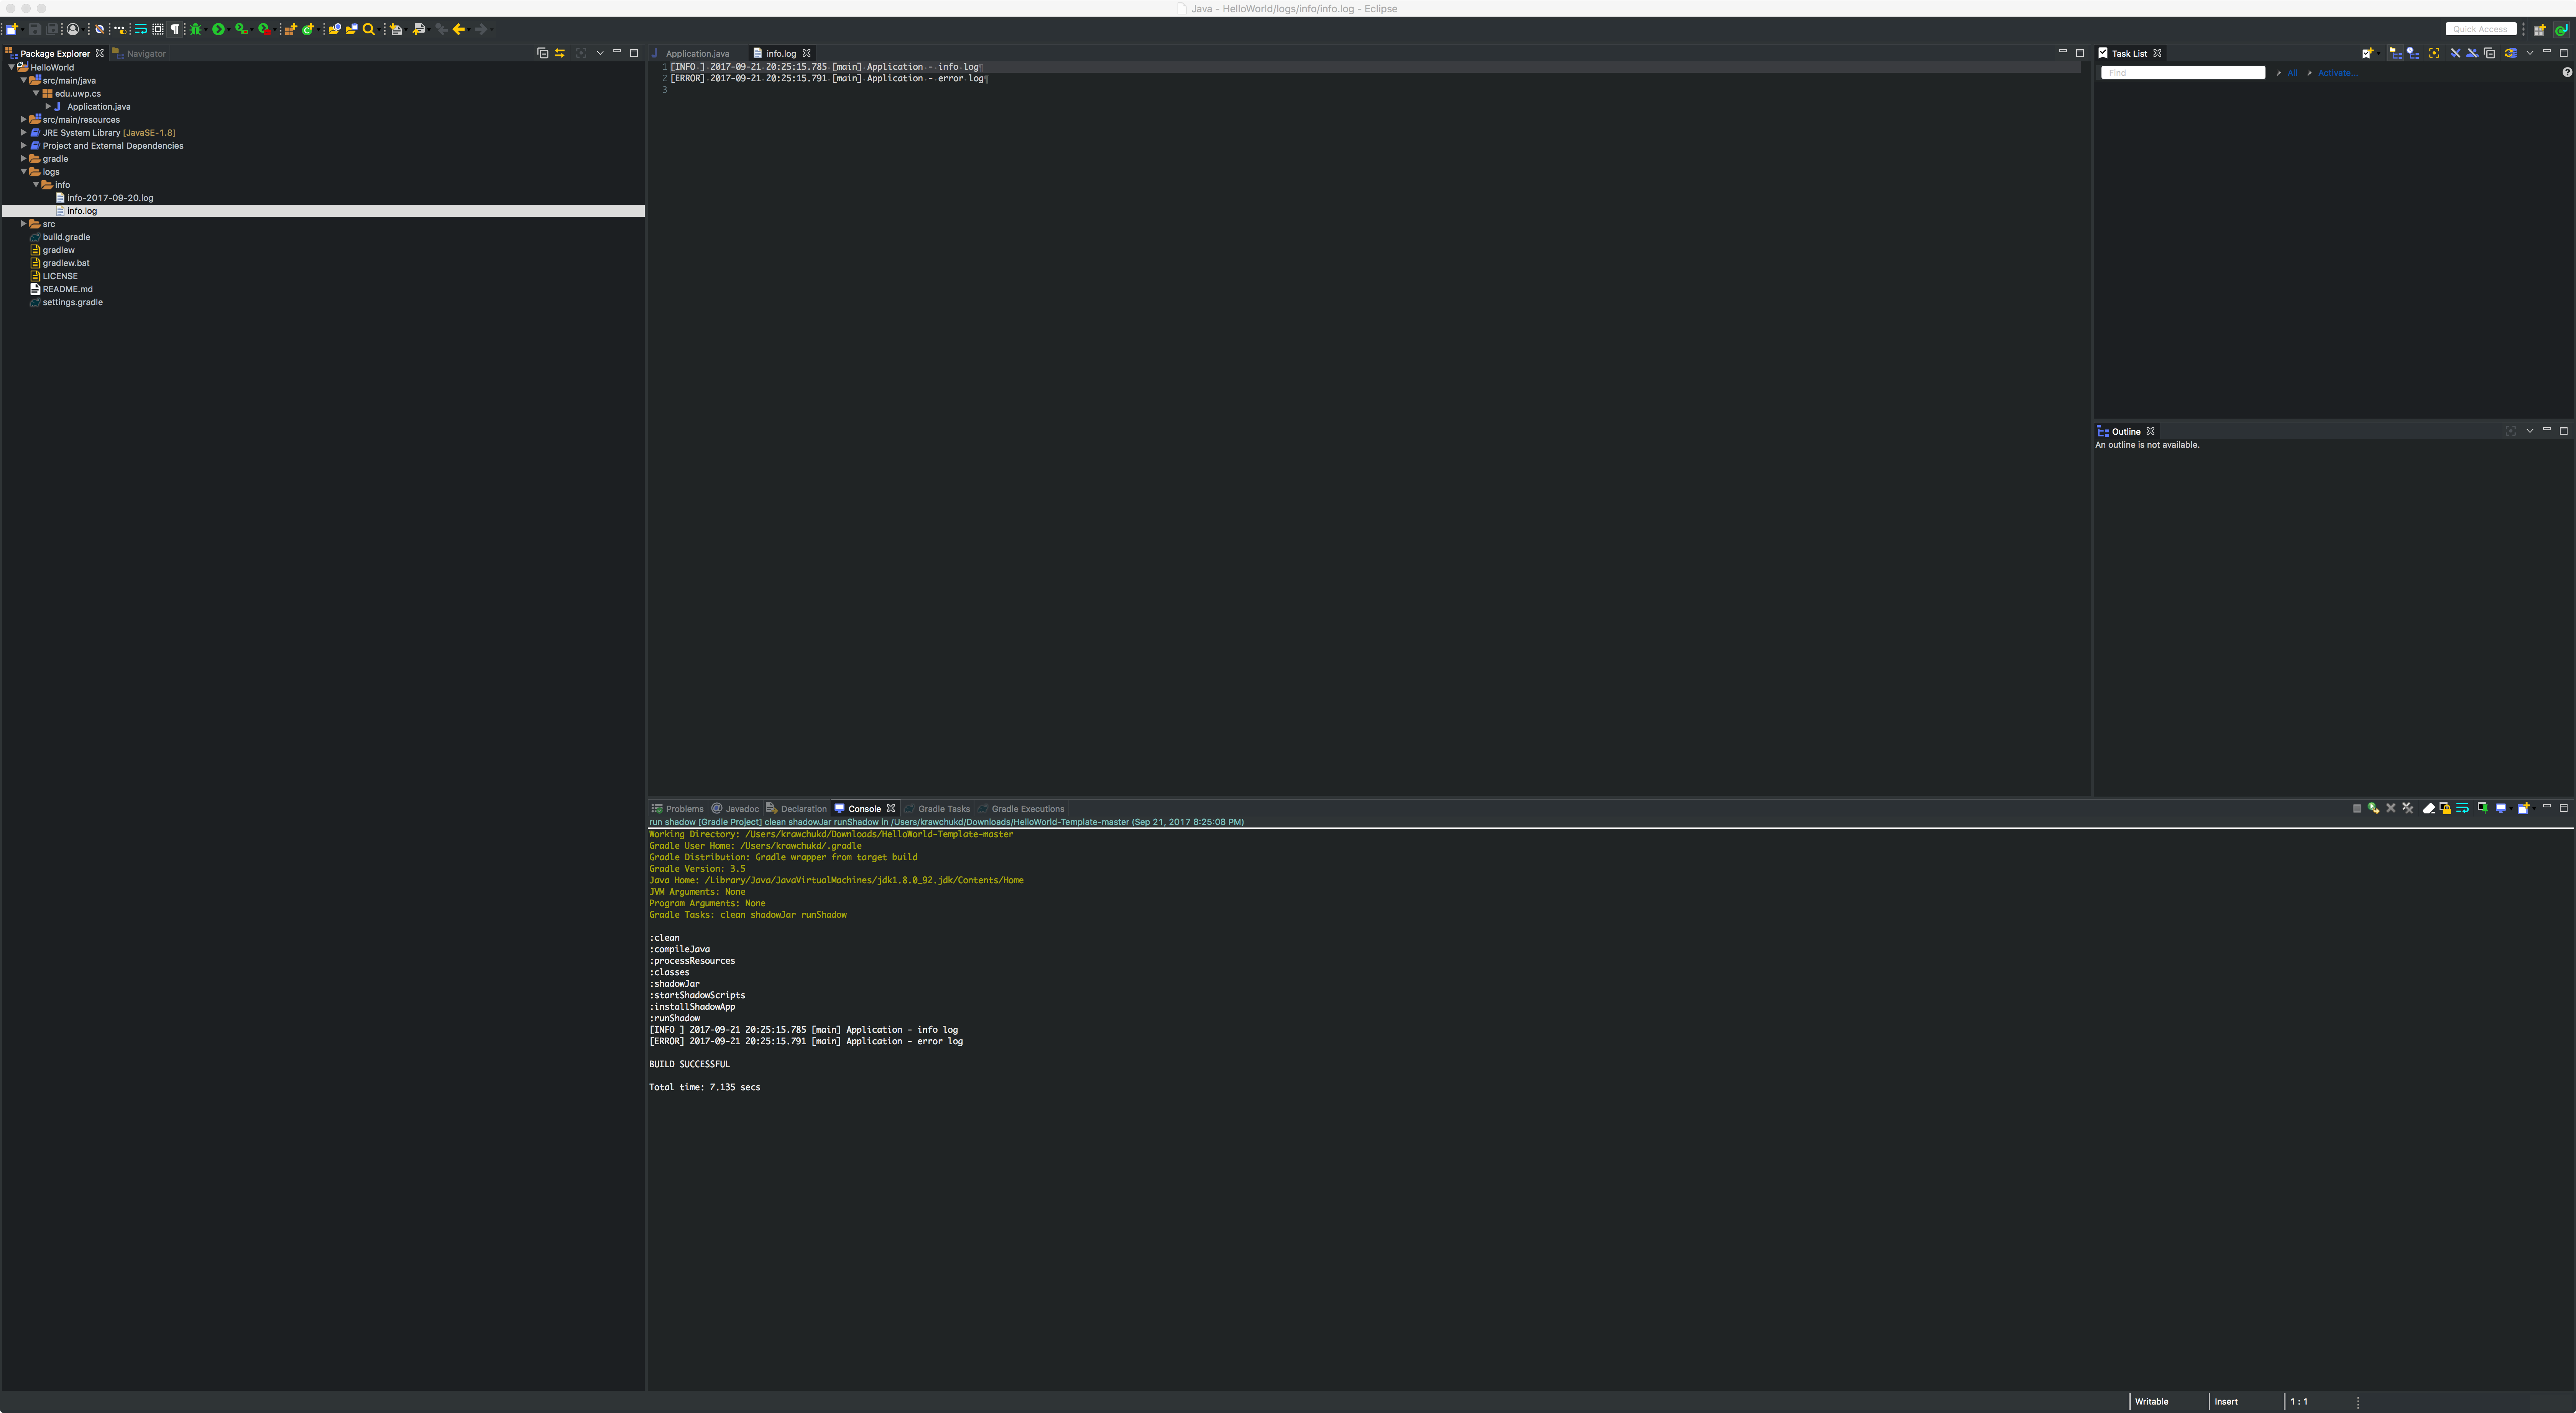 Java - HelloWorld/logs/info/info.log - Eclipse
Quick Access
Package Explorer
Navigator
HelloWorld
src/main/java
edu.uwp.cs
Application.java
src/main/resources
JRE System Library [JavaSE-1.8]
Project and External Dependencies
gradle
logs
info
info-2017-09-20.log
info.log
src
build.gradle
gradlew
gradlew.bat
LICENSE
README.md
settings.gradle
Application.java
info.log
1 [INFO ] 2017-09-21 20:25:15.785 [main] Application - info log¶
2 [ERROR] 2017-09-21 20:25:15.791 [main] Application - error log¶
3
Task List
Find
All
Activate...
Outline
An outline is not available.
Problems
Javadoc
Declaration
Console
Gradle Tasks
Gradle Executions
run shadow [Gradle Project] clean shadowJar runShadow in /Users/krawchukd/Downloads/HelloWorld-Template-master (Sep 21, 2017 8:25:08 PM)
Working Directory: /Users/krawchukd/Downloads/HelloWorld-Template-master
Gradle User Home: /Users/krawchukd/.gradle
Gradle Distribution: Gradle wrapper from target build
Gradle Version: 3.5
Java Home: /Library/Java/JavaVirtualMachines/jdk1.8.0_92.jdk/Contents/Home
JVM Arguments: None
Program Arguments: None
Gradle Tasks: clean shadowJar runShadow
:clean
:compileJava
:processResources
:classes
:shadowJar
:startShadowScripts
:installShadowApp
:runShadow
[INFO ] 2017-09-21 20:25:15.785 [main] Application - info log
[ERROR] 2017-09-21 20:25:15.791 [main] Application - error log
BUILD SUCCESSFUL
Total time: 7.135 secs
Writable
Insert
1 : 1